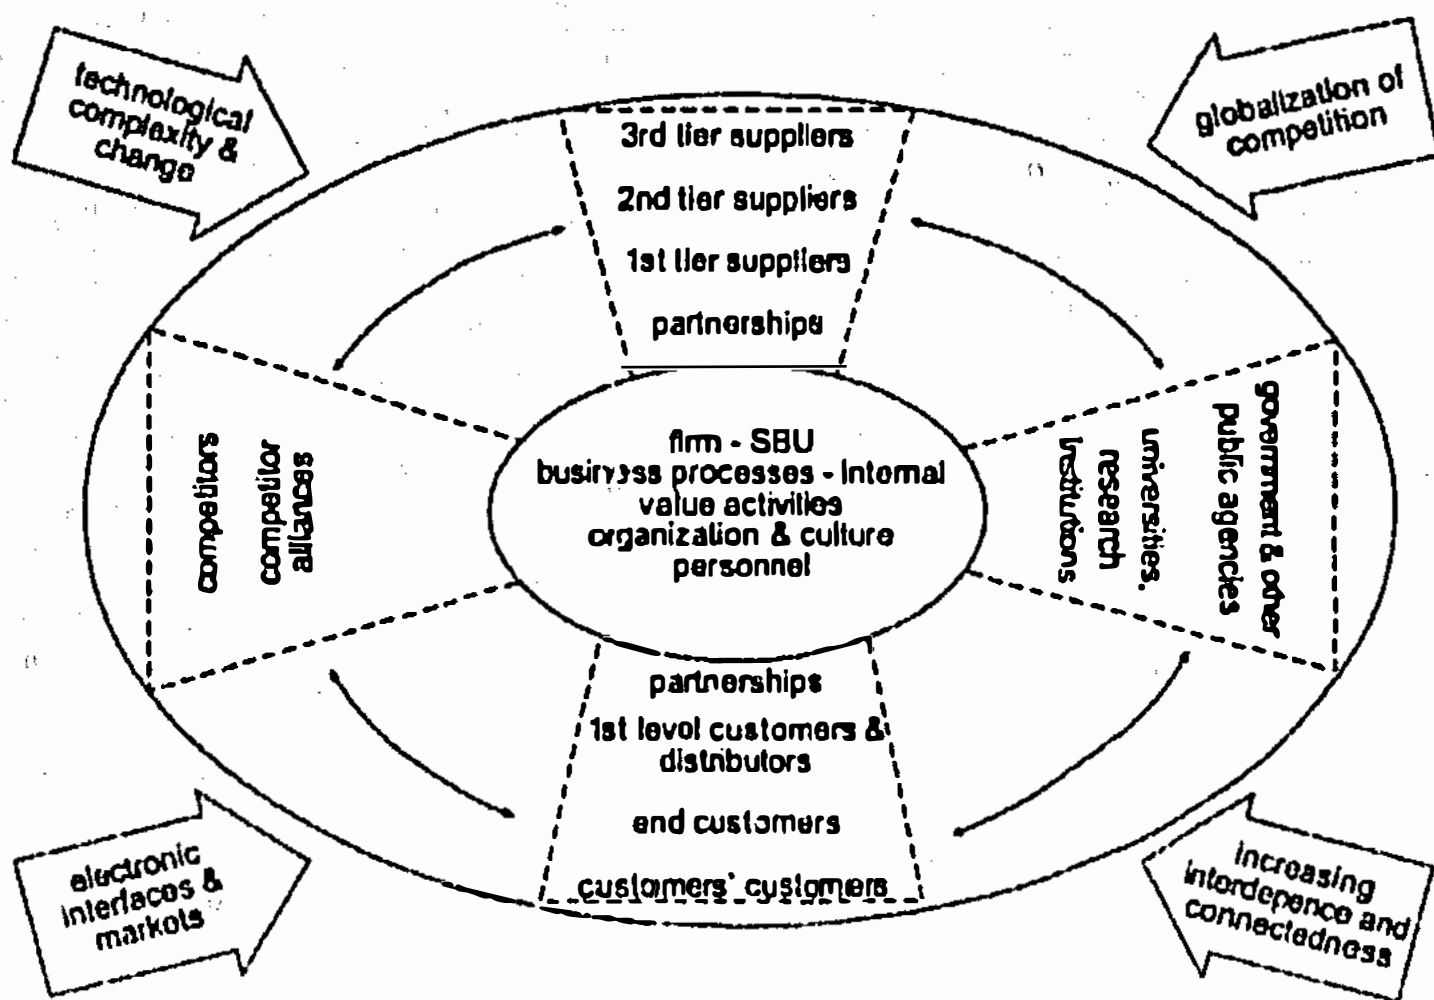 technological
complexity &
change
globalization of
competition
3rd tier suppliers
2nd tier suppliers
1st tier suppliers
partnerships
competitors
competitor
alliances
firm - SBU
business processes - internal
value activities
organization & culture
personnel
government & other
public agencies
universities,
research
institutions
partnerships
1st level customers &
distributors
end customers
customers' customers
electronic
interfaces &
markets
increasing
interdepence and
connectedness